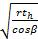 √(rt_h / cosβ)